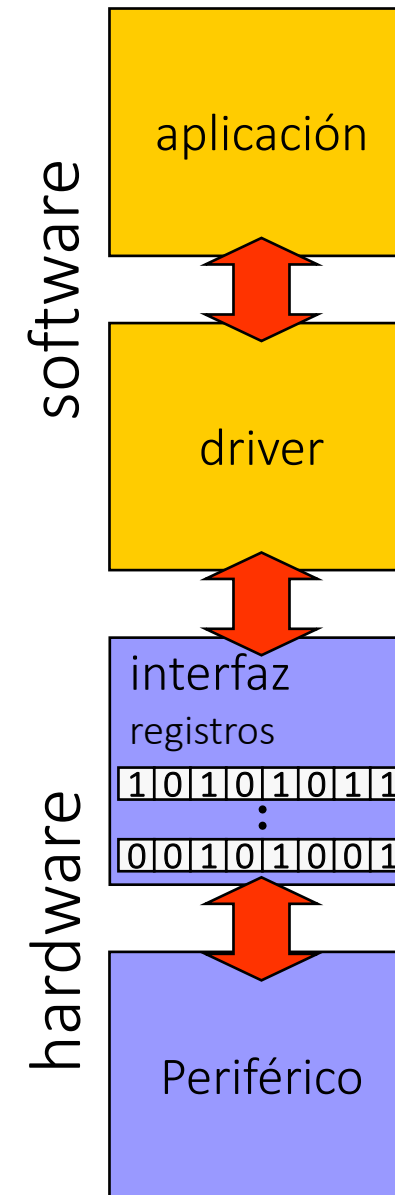 software
aplicación
driver
hardware
interfaz
registros
1 0 1 0 1 0 1 1
0 0 1 0 1 0 0 1
Periférico